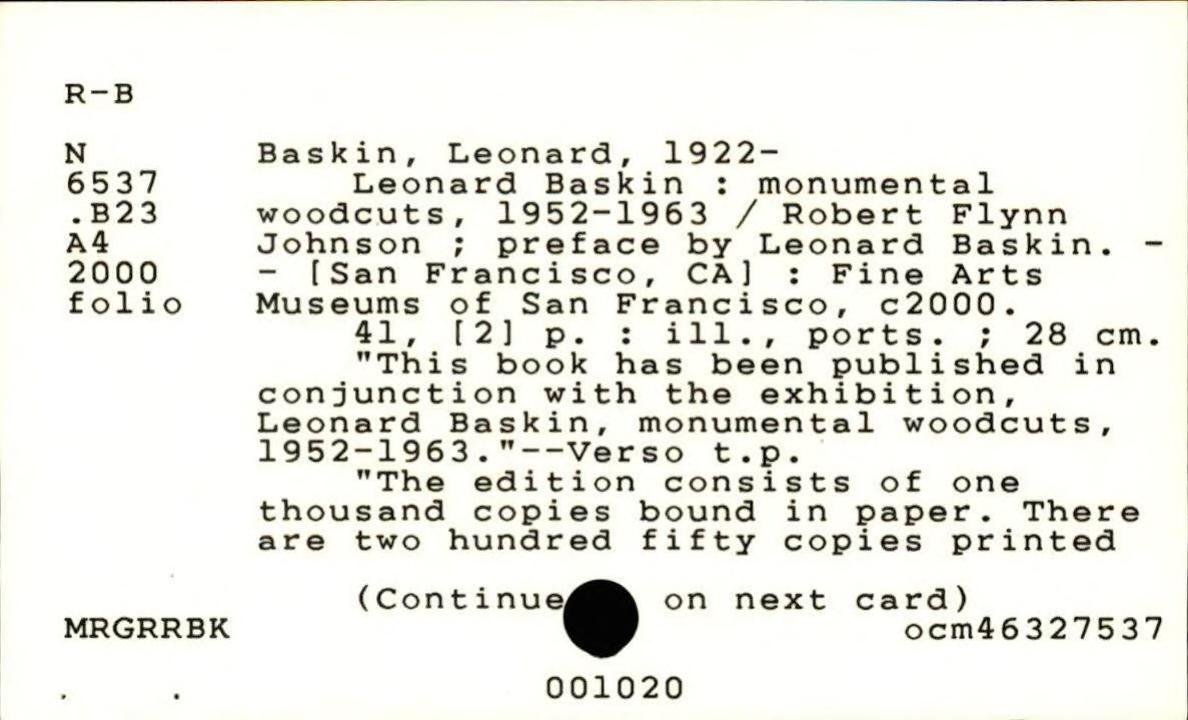 R-B
N Baskin, Leonard, 1922-
6537 Leonard Baskin : monumental
.B23 woodcuts, 1952-1963 / Robert Flynn
A4 Johnson ; preface by Leonard Baskin. -
2000 - [San Francisco, CA] : Fine Arts
folio Museums of San Francisco, c2000.
41, [2] p. : ill., ports. ; 28 cm.
"This book has been published in
conjunction with the exhibition,
Leonard Baskin, monumental woodcuts,
1952-1963."--Verso t.p.
"The edition consists of one
thousand copies bound in paper. There
are two hundred fifty copies printed
(Continue on next card)
MRGRRBK ocm46327537
001020